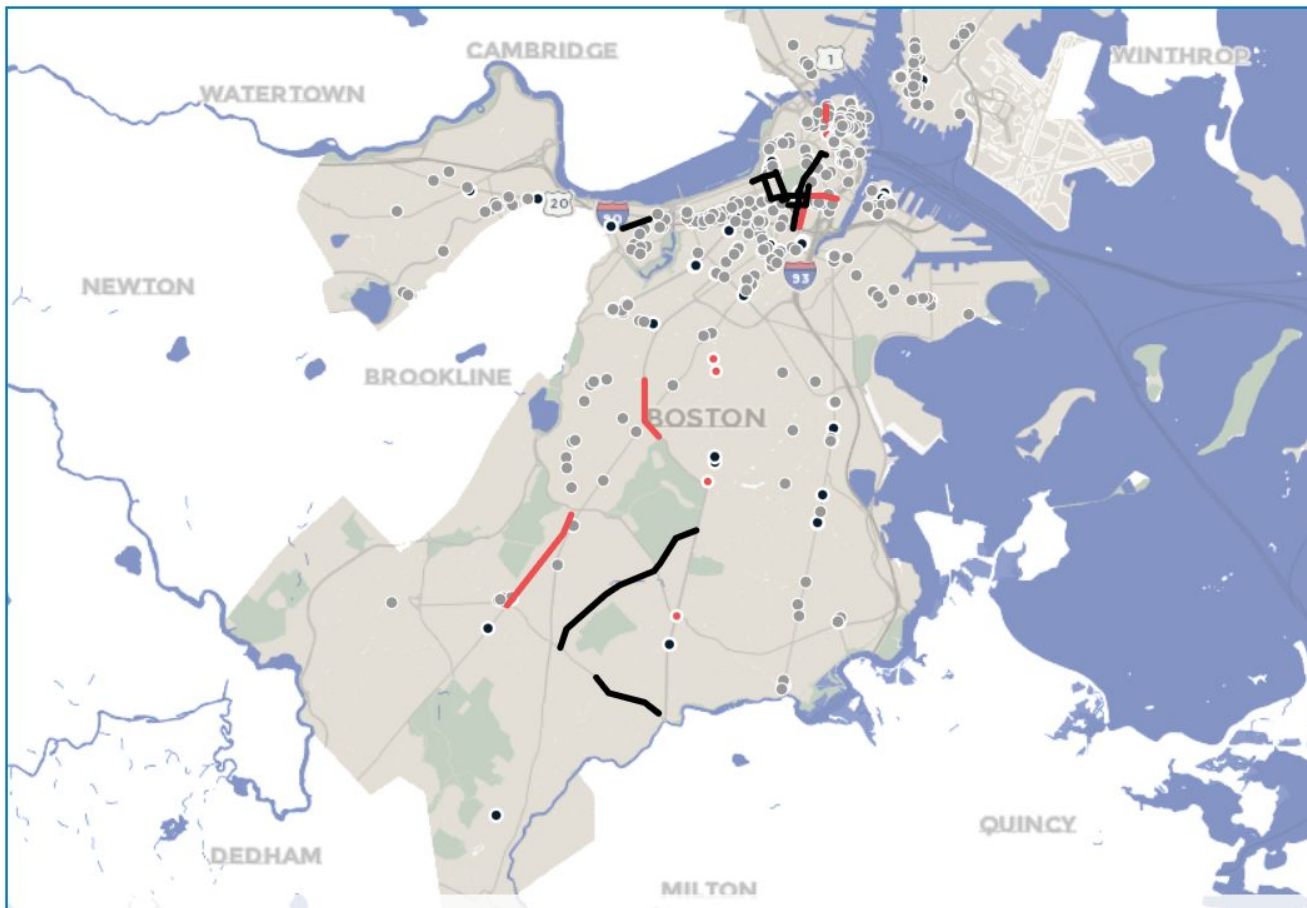 CAMBRIDGE
WINTHROP
1
WATERTOWN
20
90
93
NEWTON
BROOKLINE
BOSTON
QUINCY
DEDHAM
MILTON